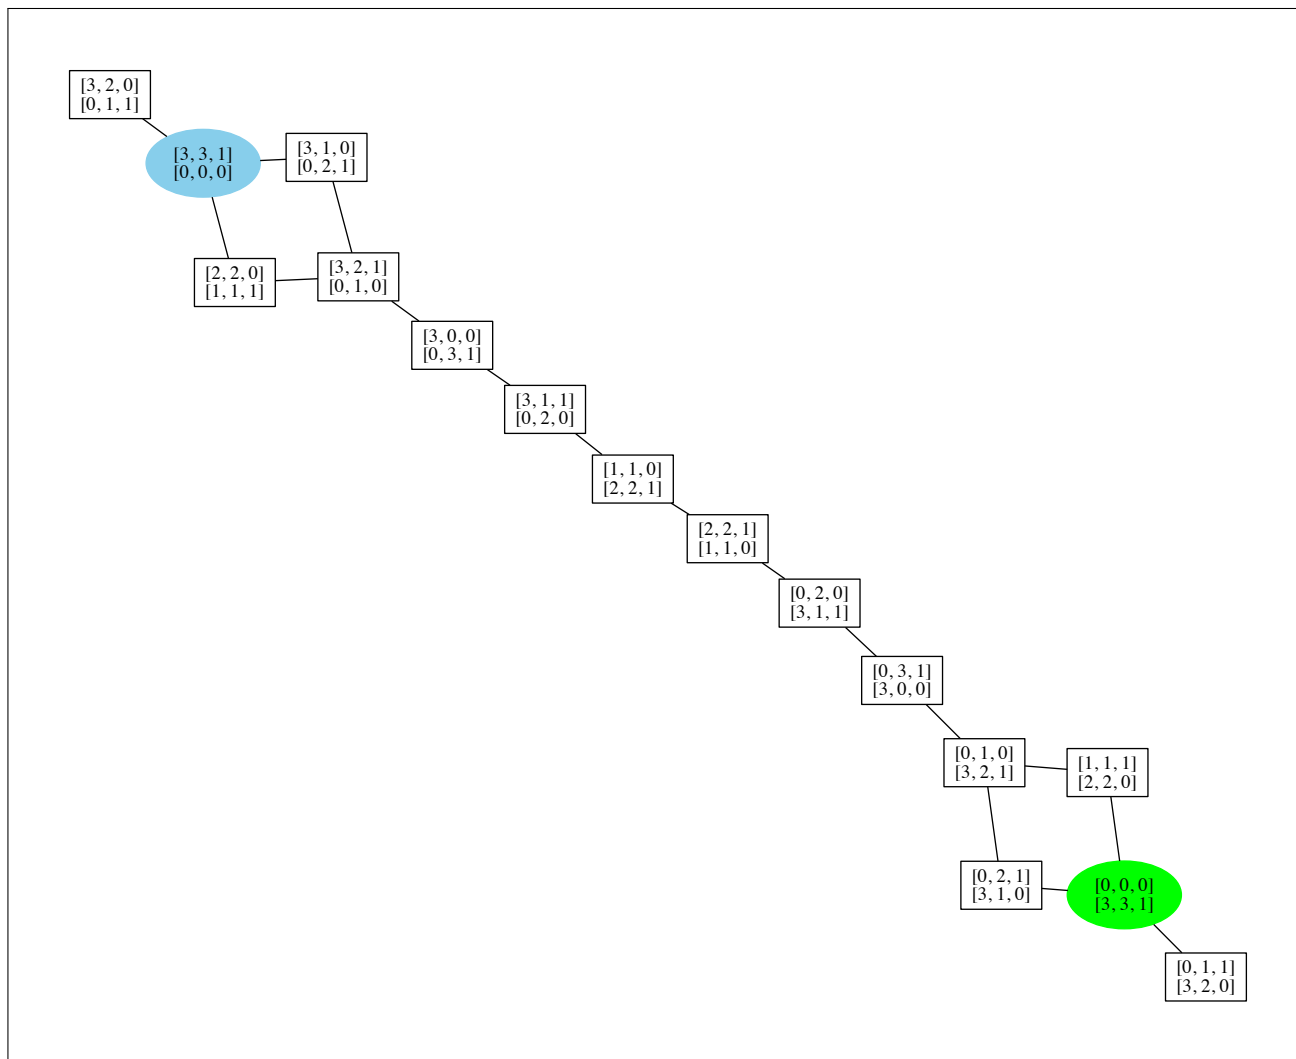 [3, 2, 0]
[0, 1, 1]
[3, 3, 1]
[0, 0, 0]
[3, 1, 0]
[0, 2, 1]
[2, 2, 0]
[1, 1, 1]
[3, 2, 1]
[0, 1, 0]
[3, 0, 0]
[0, 3, 1]
[3, 1, 1]
[0, 2, 0]
[1, 1, 0]
[2, 2, 1]
[2, 2, 1]
[1, 1, 0]
[0, 2, 0]
[3, 1, 1]
[0, 3, 1]
[3, 0, 0]
[0, 1, 0]
[3, 2, 1]
[1, 1, 1]
[2, 2, 0]
[0, 2, 1]
[3, 1, 0]
[0, 0, 0]
[3, 3, 1]
[0, 1, 1]
[3, 2, 0]